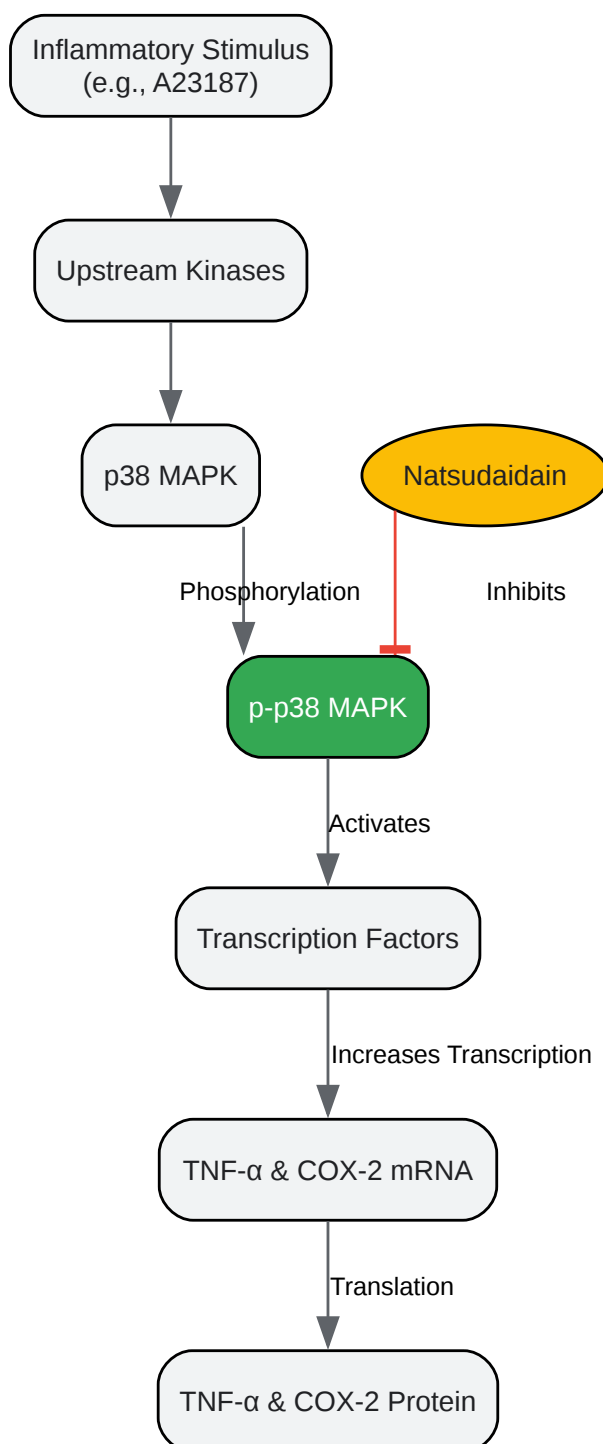 Inflammatory Stimulus
(e.g., A23187)
Upstream Kinases
p38 MAPK
Natsudaidain
Phosphorylation
Inhibits
p-p38 MAPK
Activates
Transcription Factors
Increases Transcription
TNF-α & COX-2 mRNA
Translation
TNF-α & COX-2 Protein